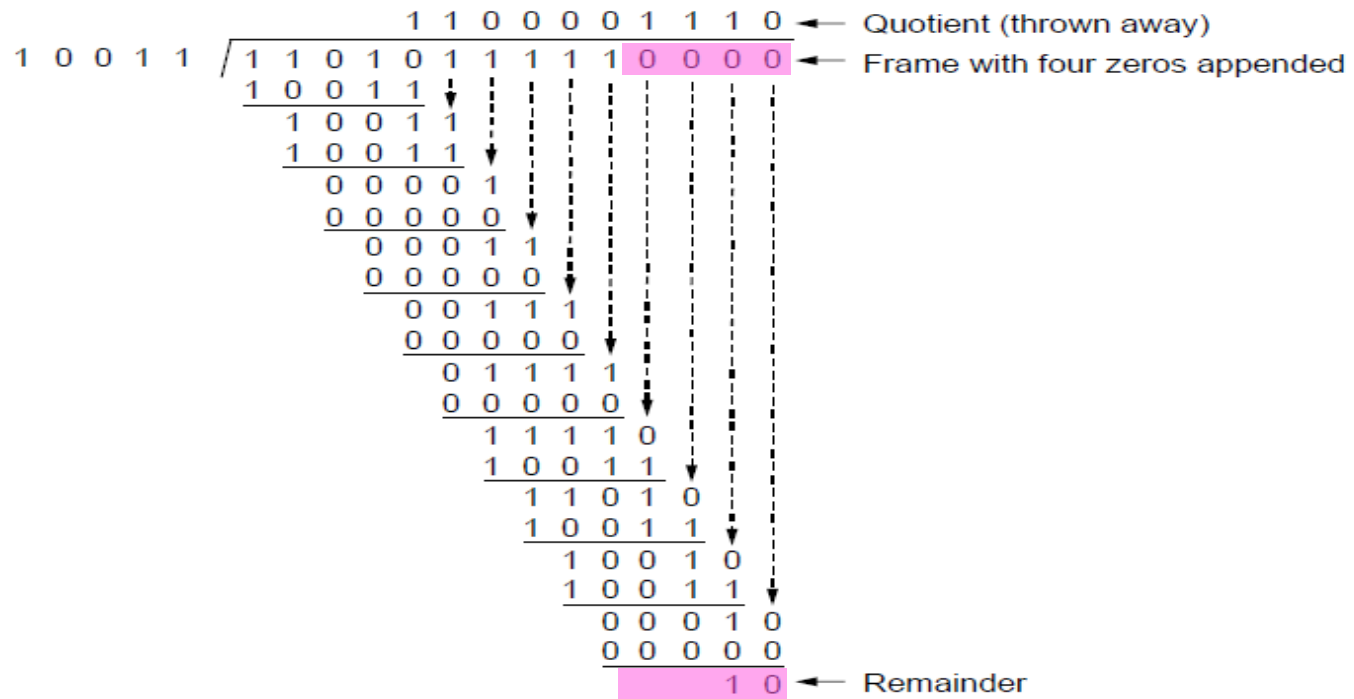 1 1 0 0 0 0 1 1 1 0 Quotient (thrown away)
1 0 0 1 1 1 1 0 1 0 1 1 1 1 1 0 0 0 0 Frame with four zeros appended
1 0 0 1 1
1 0 0 1 1
1 0 0 1 1
0 0 0 0 1
0 0 0 0 0
0 0 0 1 1
0 0 0 0 0
0 0 1 1 1
0 0 0 0 0
0 1 1 1 1
0 0 0 0 0
1 1 1 1 0
1 0 0 1 1
1 1 0 1 0
1 0 0 1 1
1 0 0 1 0
1 0 0 1 1
0 0 0 1 0
0 0 0 0 0
1 0 Remainder